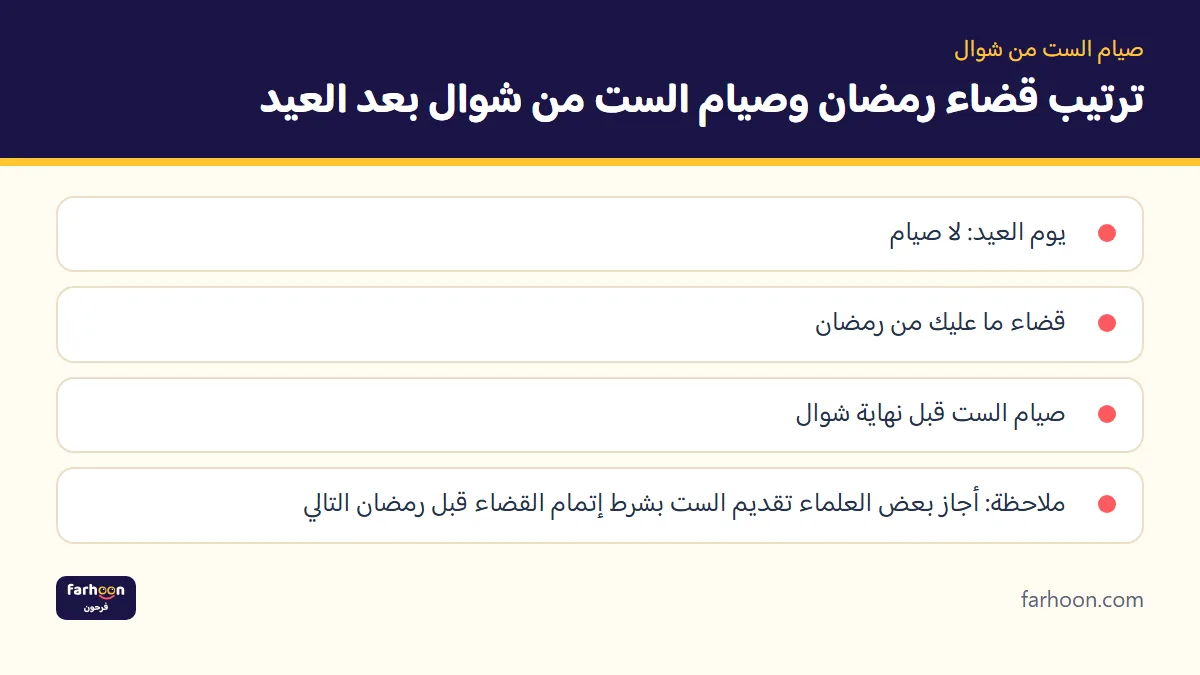 صيام الست من شوال
ترتيب قضاء رمضان وصيام الست من شوال بعد العيد
يوم العيد: لا صيام
قضاء ما عليك من رمضان
صيام الست قبل نهاية شوال
ملاحظة: أجاز بعض العلماء تقديم الست بشرط إتمام القضاء قبل رمضان التالي
farhoon.com
farhoon
فرحون